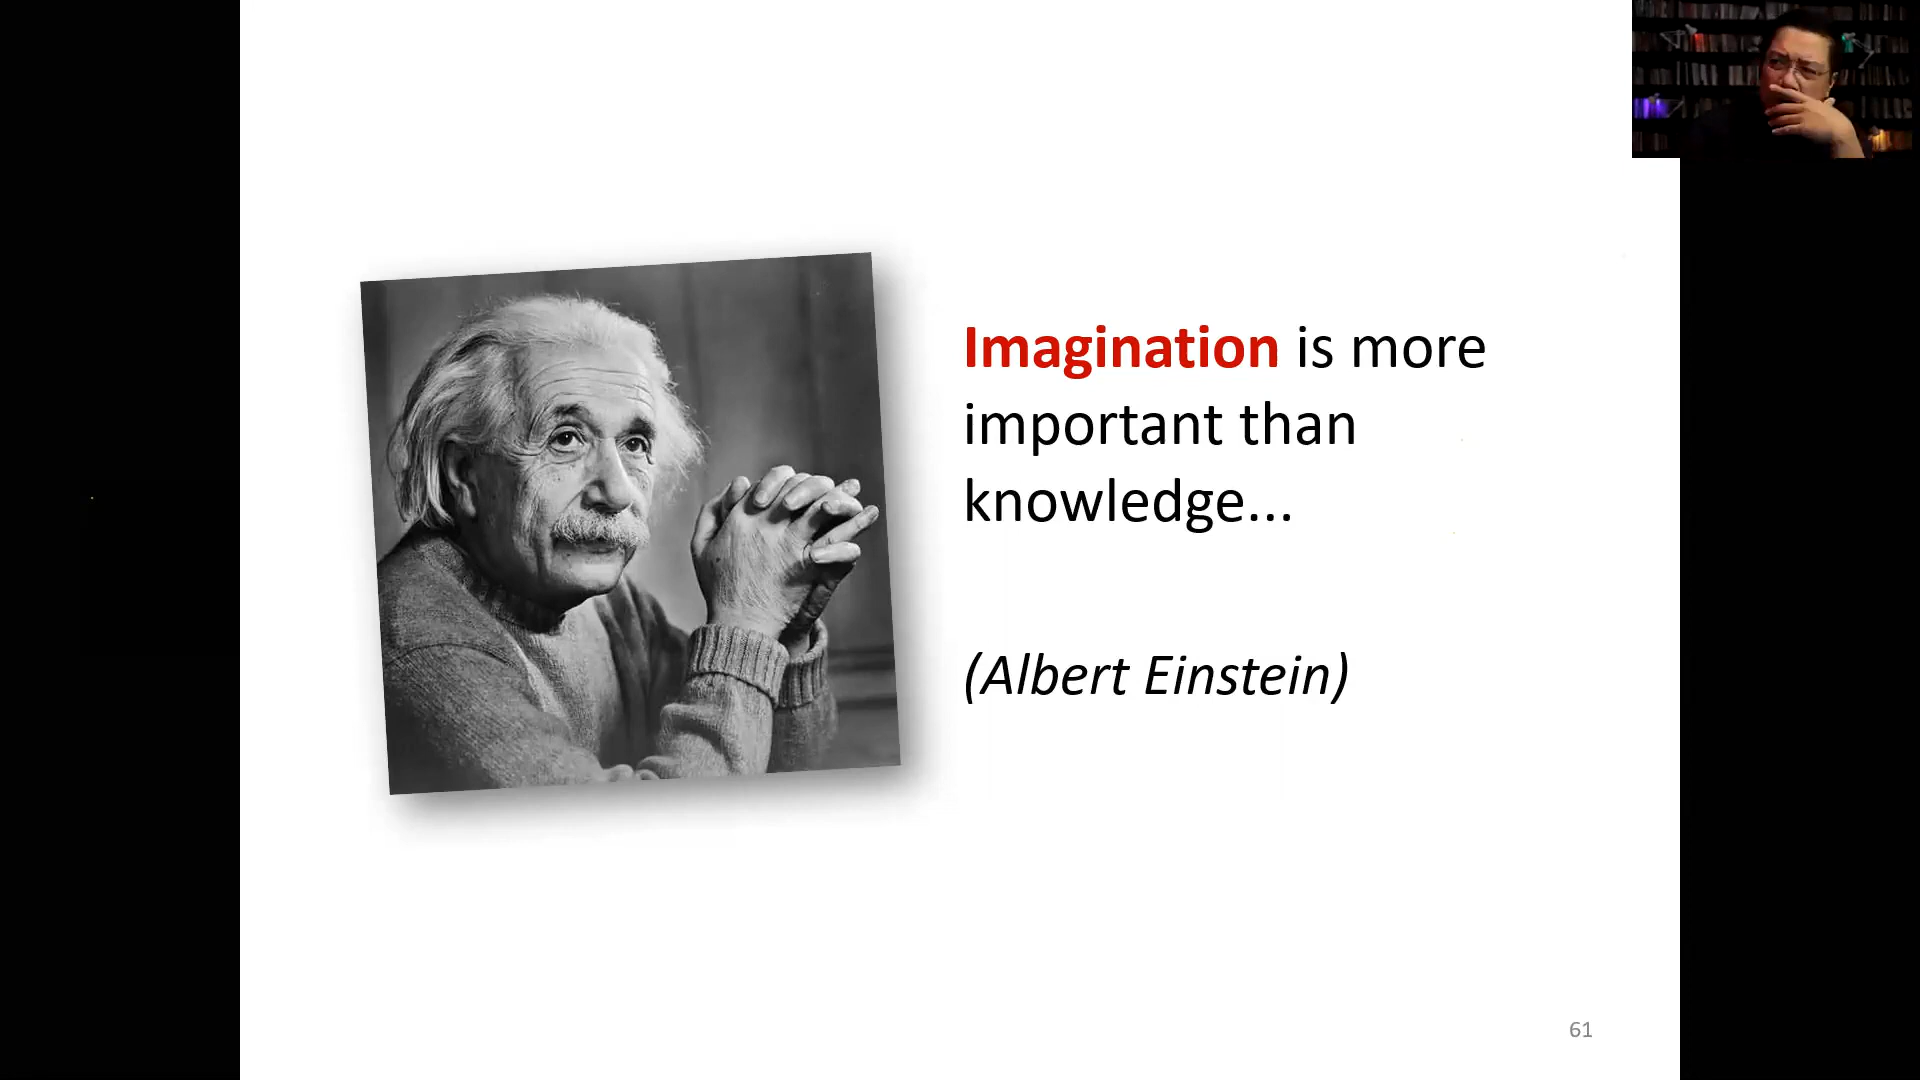 Imagination is more
important than
knowledge...
(Albert Einstein)
61